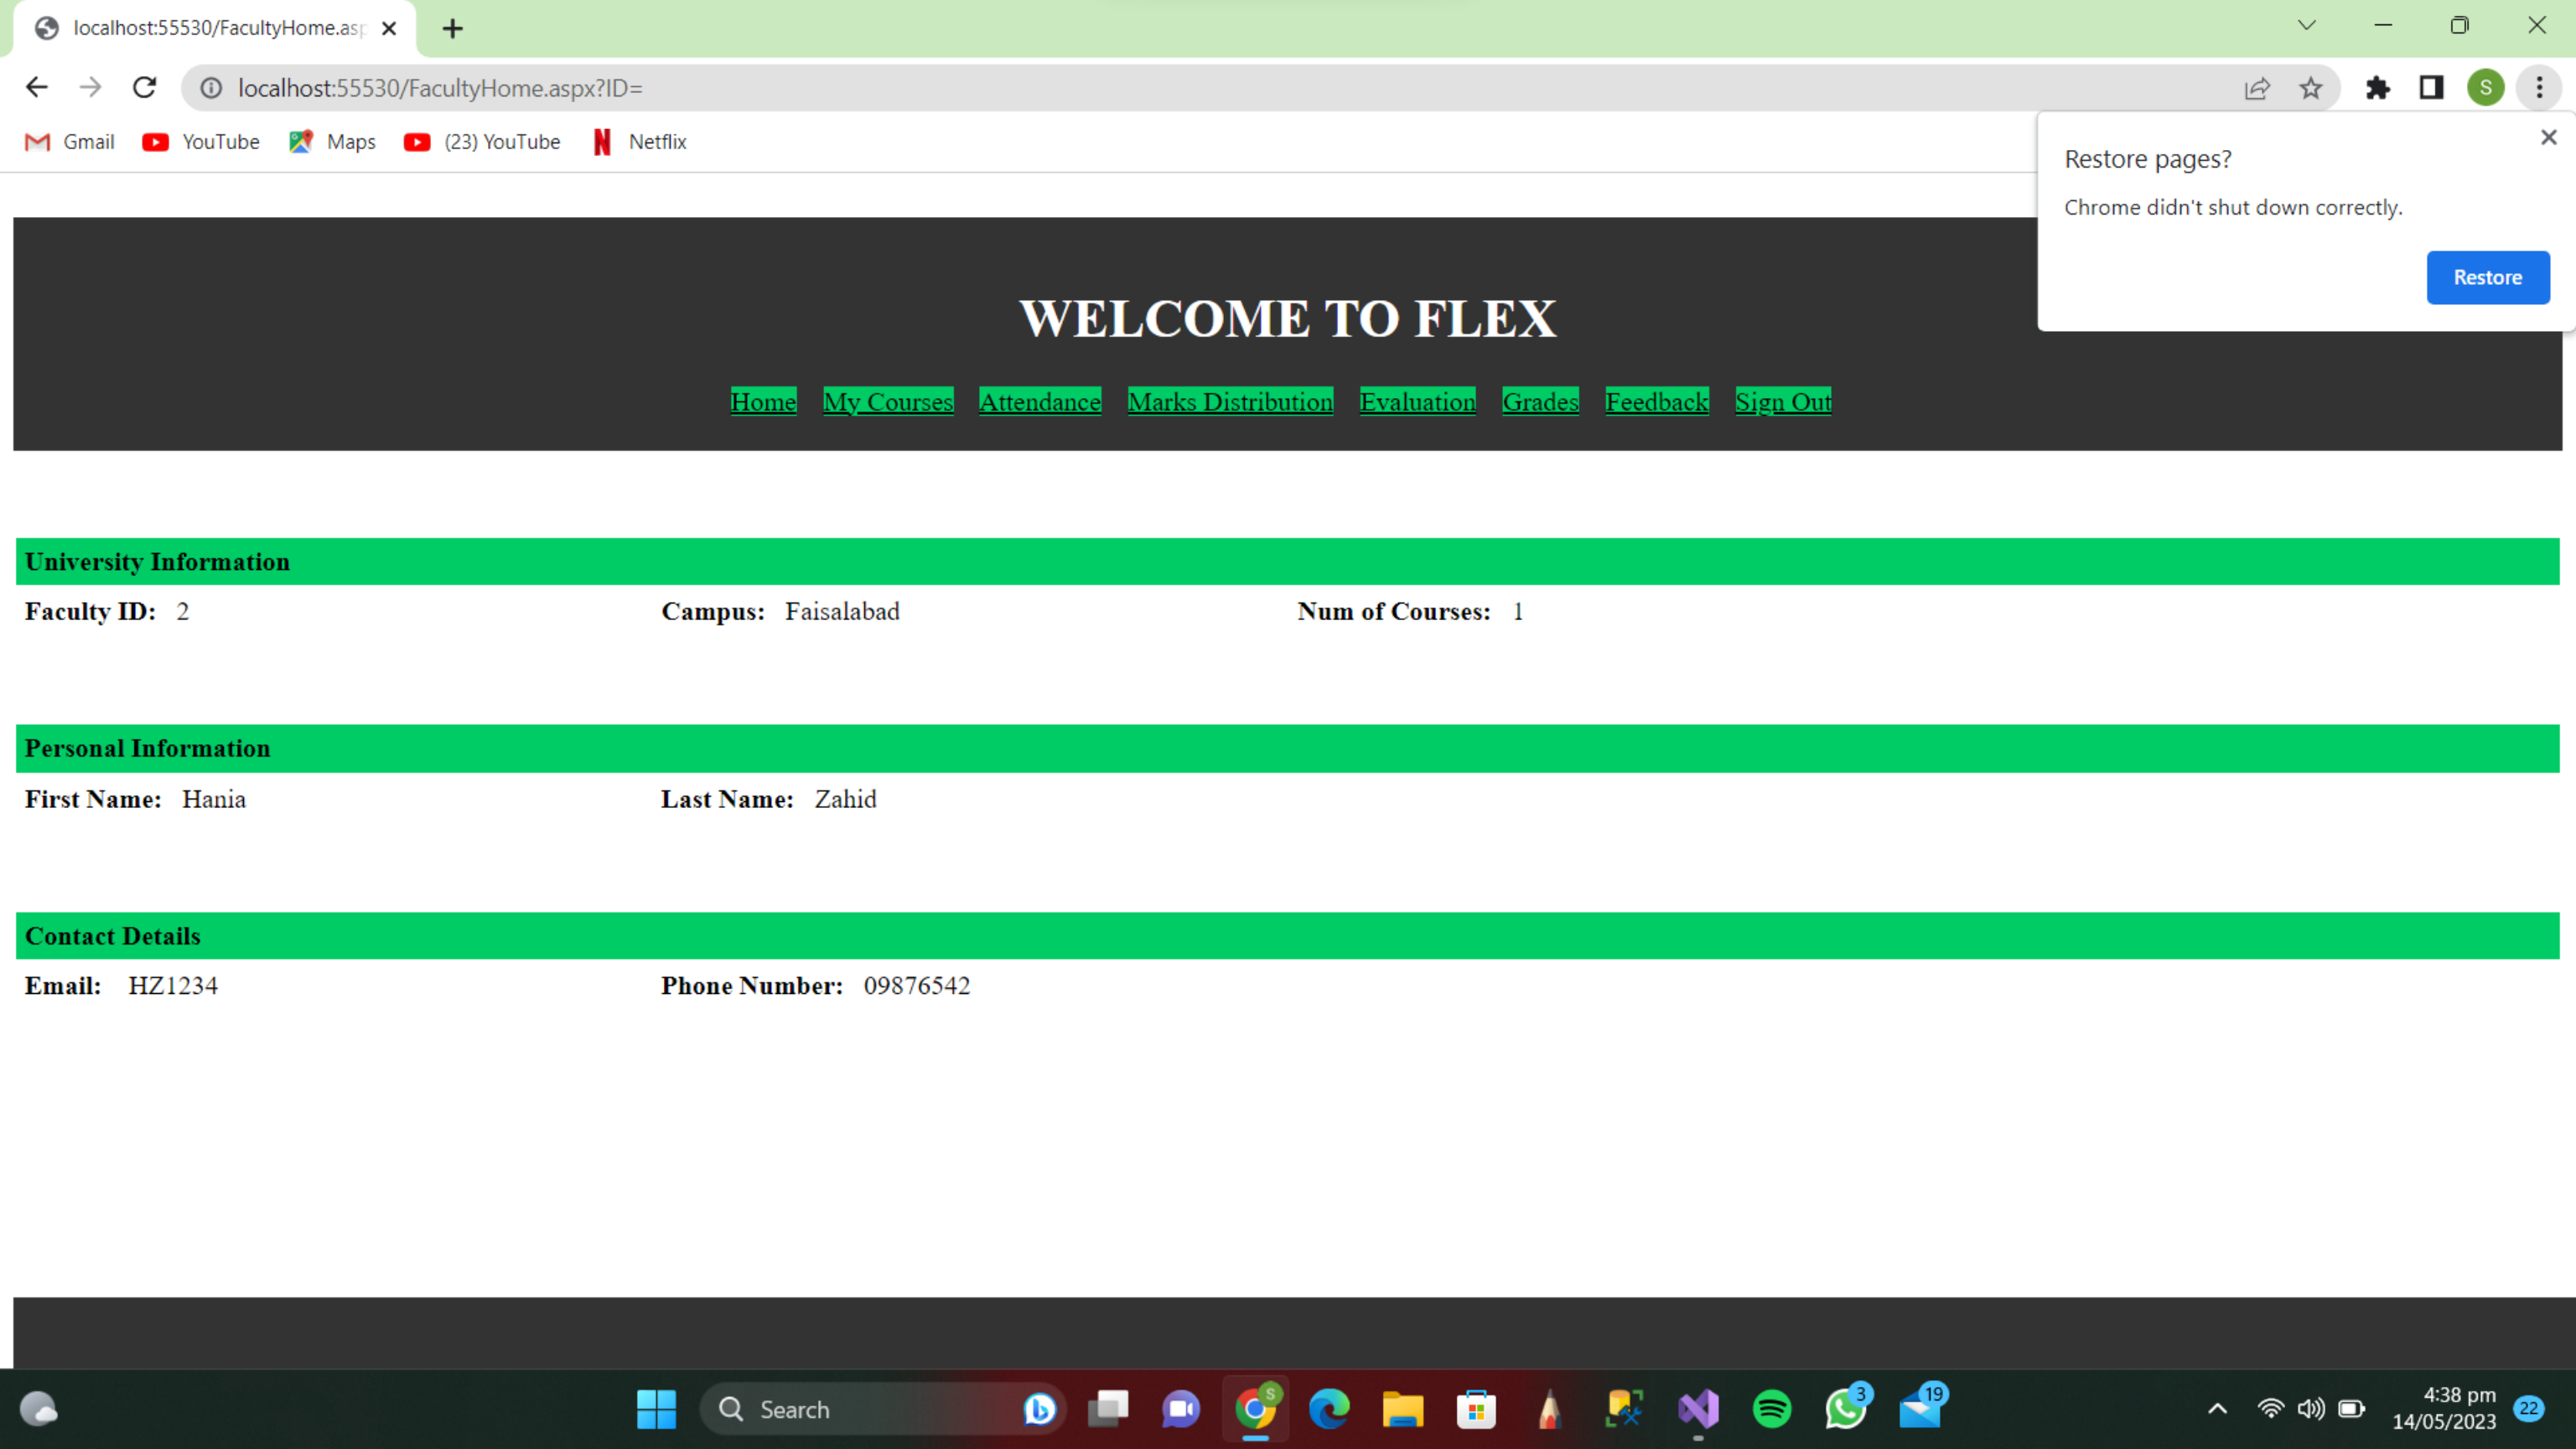 localhost:55530/FacultyHome.asp
localhost:55530/FacultyHome.aspx?ID=
S
Gmail YouTube Maps (23) YouTube Netflix
Restore pages?
Chrome didn't shut down correctly.
Restore
WELCOME TO FLEX
Home My Courses Attendance Marks Distribution Evaluation Grades Feedback Sign Out
University Information
Faculty ID: 2 Campus: Faisalabad Num of Courses: 1
Personal Information
First Name: Hania Last Name: Zahid
Contact Details
Email: HZ1234 Phone Number: 09876542
Search S 3 19 4:38 pm 22
14/05/2023